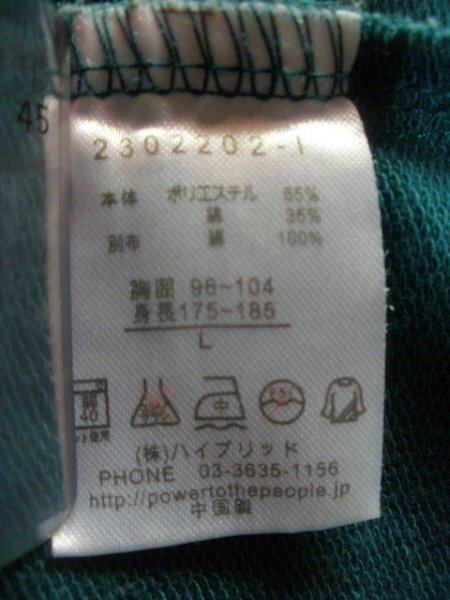 45
2302202-1
本体 ポリエステル 65%
綿 35%
別布 綿 100%
胸囲 96~104
身長175~185
L
40
中
(株)ハイブリッド
PHONE 03-3635-1156
http://powertothepeople.jp
中国製